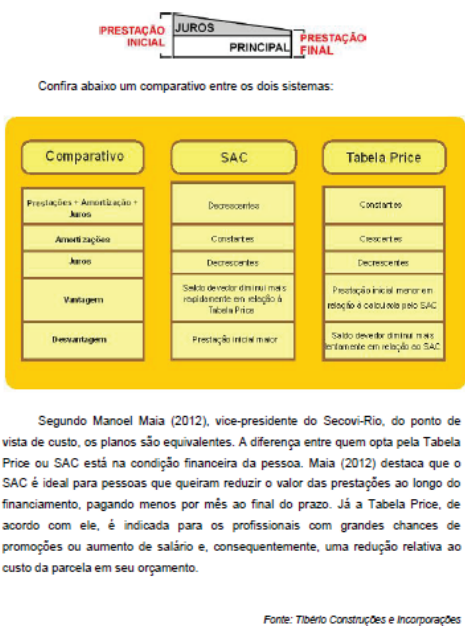 PRESTAÇÃO INICIAL
JUROS
PRINCIPAL
PRESTAÇÃO FINAL
Confira abaixo um comparativo entre os dois sistemas:
Comparativo
SAC
Tabela Price
Prestações = Amortização + Juros
Decrescentes
Constantes
Amortizações
Constantes
Crescentes
Juros
Decrescentes
Decrescentes
Vantagem
Saldo devedor diminui mais rapidamente em relação à Tabela Price
Prestação inicial menor em relação à calculada pelo SAC
Desvantagem
Prestação inicial maior
Saldo devedor diminui mais lentamente em relação ao SAC
Segundo Manoel Maia (2012), vice-presidente do Secovi-Rio, do ponto de
vista de custo, os planos são equivalentes. A diferença entre quem opta pela Tabela
Price ou SAC está na condição financeira da pessoa. Maia (2012) destaca que o
SAC é ideal para pessoas que queiram reduzir o valor das prestações ao longo do
financiamento, pagando menos por mês ao final do prazo. Já a Tabela Price, de
acordo com ele, é indicada para os profissionais com grandes chances de
promoções ou aumento de salário e, consequentemente, uma redução relativa ao
custo da parcela em seu orçamento.
Fonte: Tibério Construções e Incorporações